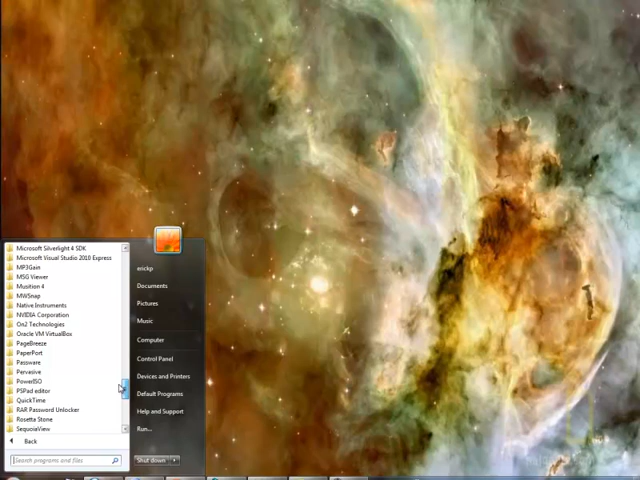 Microsoft Silverlight 4 SDK
Microsoft Visual Studio 2010 Express
MP3Gain
MSG Viewer
Musition 4
MWSnap
Native Instruments
NVIDIA Corporation
On2 Technologies
Oracle VM VirtualBox
PageBreeze
PaperPort
Passware
Pervasive
PowerISO
PSPad editor
QuickTime
RAR Password Unlocker
Rosetta Stone
SequoiaView
Back
Search programs and files
erickp
Documents
Pictures
Music
Computer
Control Panel
Devices and Printers
Default Programs
Help and Support
Run...
Shut down